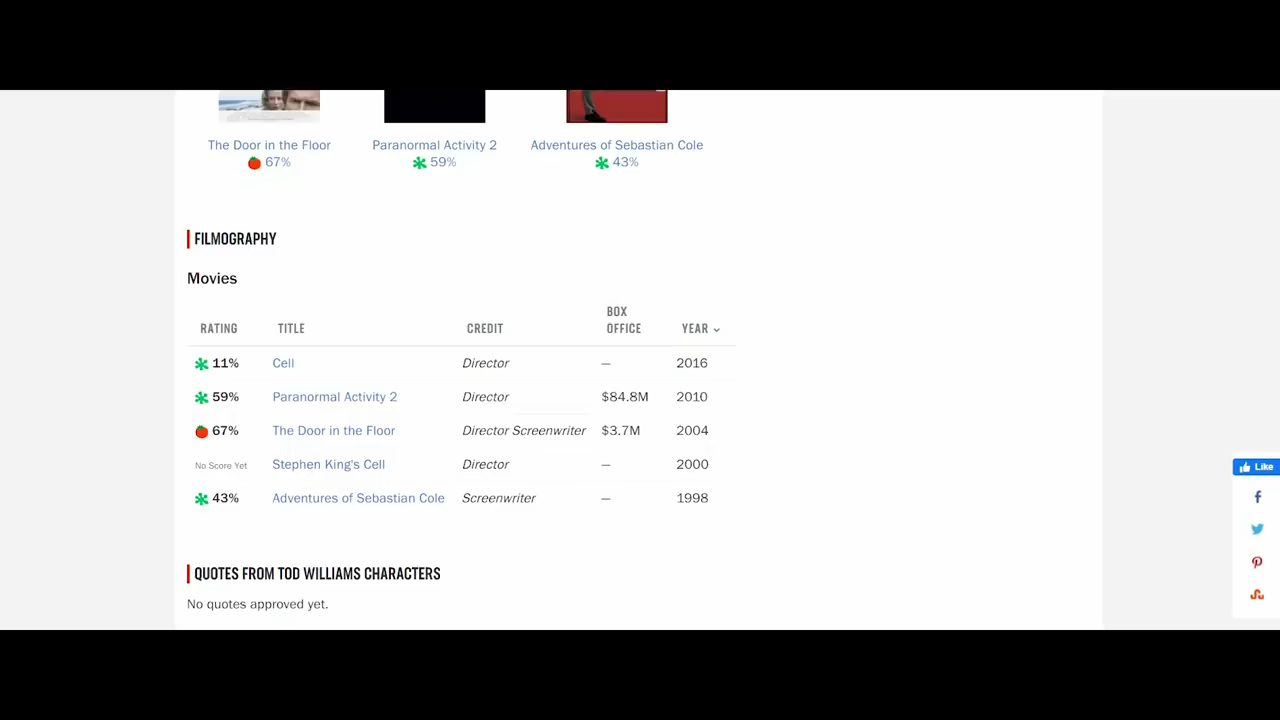 The Door in the Floor Paranormal Activity 2 Adventures of Sebastian Cole
67% 59% 43%
FILMOGRAPHY
Movies
RATING TITLE CREDIT BOX OFFICE YEAR
11% Cell Director — 2016
59% Paranormal Activity 2 Director $84.8M 2010
67% The Door in the Floor Director Screenwriter $3.7M 2004
No Score Yet Stephen King's Cell Director — 2000
43% Adventures of Sebastian Cole Screenwriter — 1998
Like
QUOTES FROM TOD WILLIAMS CHARACTERS
No quotes approved yet.